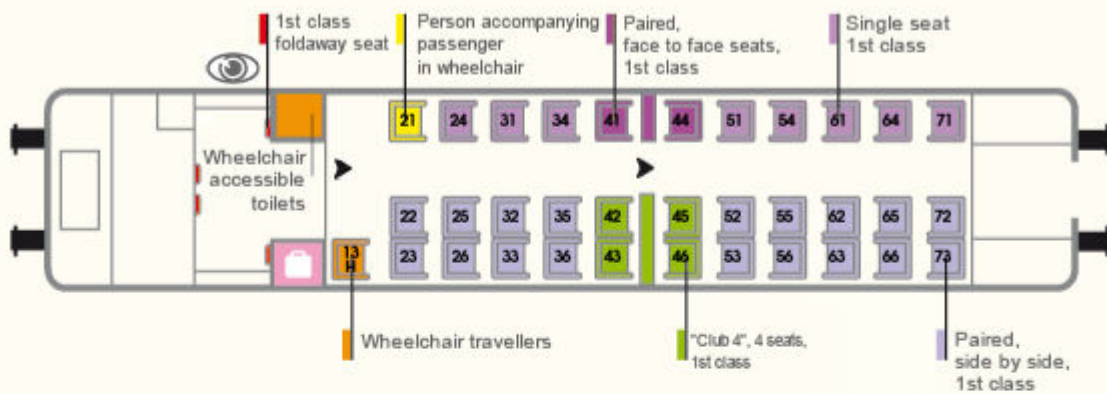 1st class
foldaway seat
Person accompanying
passenger
in wheelchair
Paired,
face to face seats,
1st class
Single seat
1st class
21 24 31 34 41 44 51 54 61 64 71
Wheelchair
accessible
toilets
22 25 32 35 42 45 52 55 62 65 72
13 H
23 26 33 36 43 46 53 56 63 66 73
Wheelchair travellers
"Club 4", 4 seats,
1st class
Paired,
side by side,
1st class